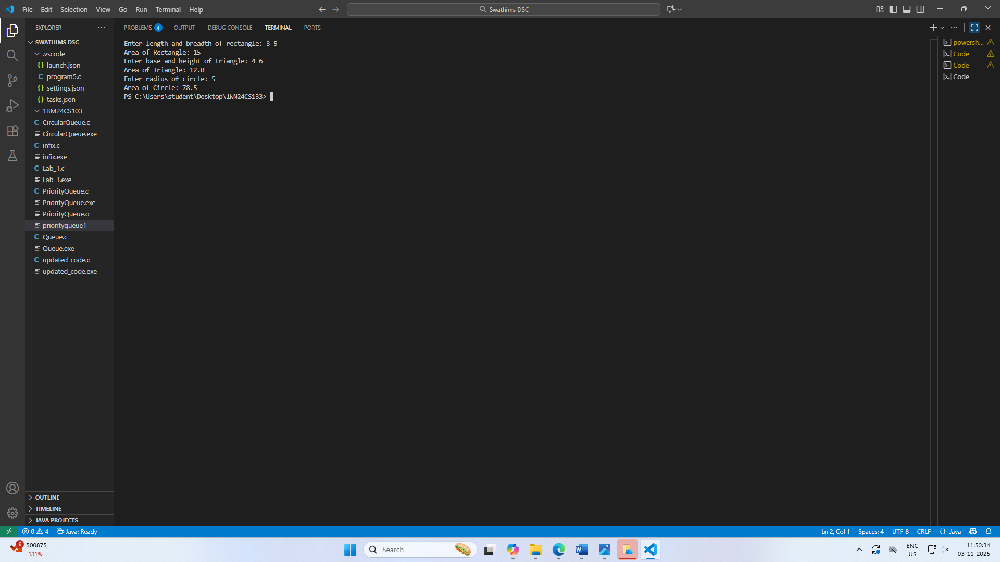 File Edit Selection View Go Run Terminal Help
Swathims DSC
EXPLORER
SWATHIMS DSC
.vscode
{} launch.json
C program5.c
{} settings.json
{} tasks.json
1BM24CS103
C CircularQueue.c
CircularQueue.exe
C infix.c
infix.exe
C Lab_1.c
Lab_1.exe
C PriorityQueue.c
PriorityQueue.exe
PriorityQueue.o
priorityqueue1
C Queue.c
Queue.exe
C updated_code.c
updated_code.exe
OUTLINE
TIMELINE
JAVA PROJECTS
PROBLEMS 4 OUTPUT DEBUG CONSOLE TERMINAL PORTS
Enter length and breadth of rectangle: 3 5
Area of Rectangle: 15
Enter base and height of triangle: 4 6
Area of Triangle: 12.0
Enter radius of circle: 5
Area of Circle: 78.5
PS C:\Users\student\Desktop\1WN24CS133>
powersh...
Code
Code
Code
0 4 Java: Ready
Ln 2, Col 1 Spaces: 4 UTF-8 CRLF {} Java
6
500875
-1.11%
Search
ENG
US
11:50:34
03-11-2025